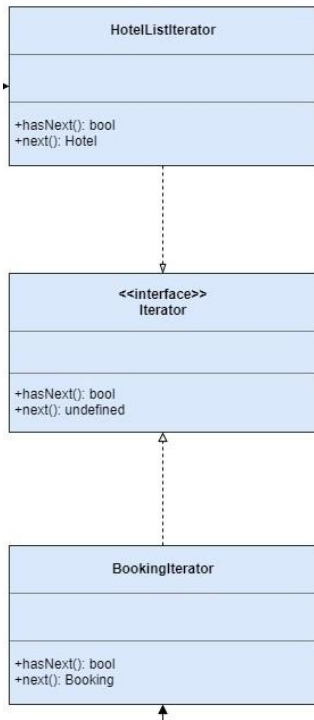 HotelListIterator
+hasNext(): bool
+next(): Hotel
<<interface>>
Iterator
+hasNext(): bool
+next(): undefined
BookingIterator
+hasNext(): bool
+next(): Booking